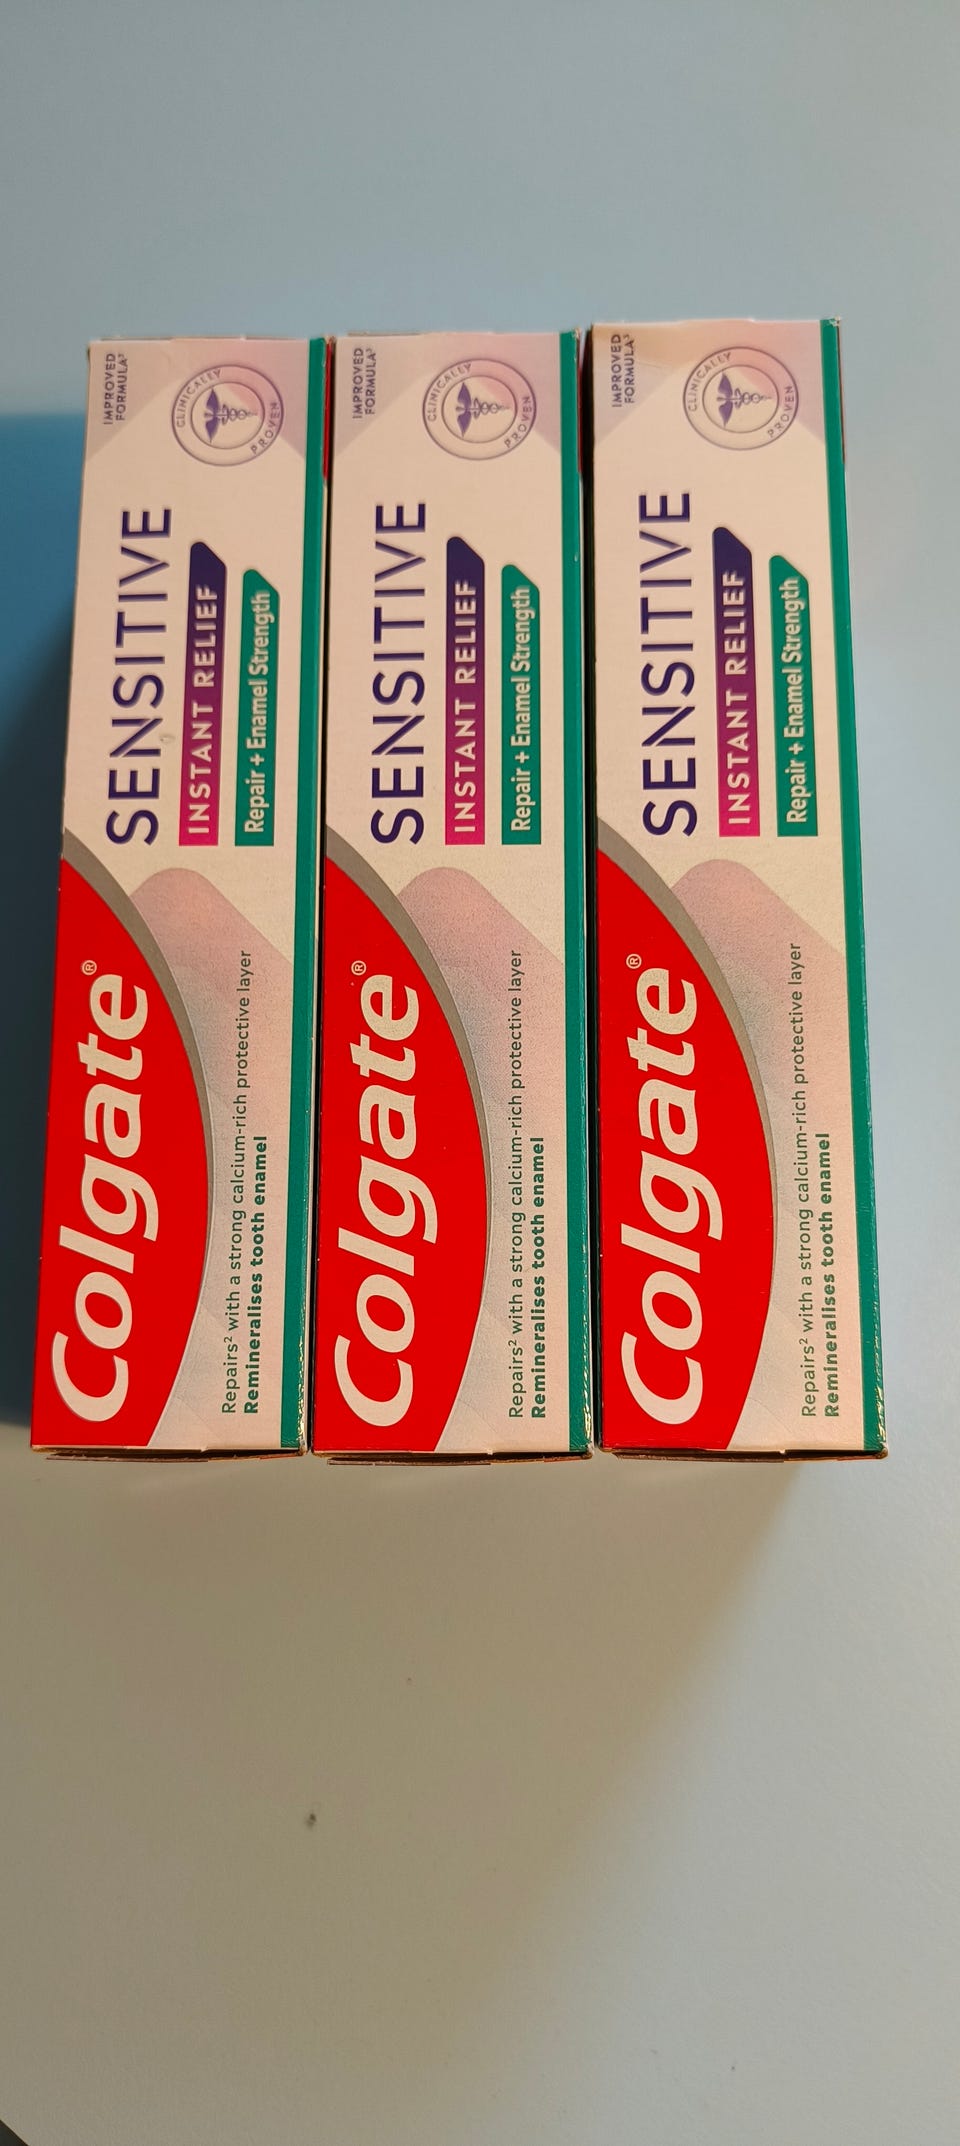 Colgate®
SENSITIVE
INSTANT RELIEF
Repair + Enamel Strength
IMPROVED
FORMULA³
CLINICALLY
PROVEN
Repairs² with a strong calcium-rich protective layer
Remineralises tooth enamel
Colgate®
SENSITIVE
INSTANT RELIEF
Repair + Enamel Strength
IMPROVED
FORMULA³
CLINICALLY
PROVEN
Repairs² with a strong calcium-rich protective layer
Remineralises tooth enamel
Colgate®
SENSITIVE
INSTANT RELIEF
Repair + Enamel Strength
IMPROVED
FORMULA³
CLINICALLY
PROVEN
Repairs² with a strong calcium-rich protective layer
Remineralises tooth enamel